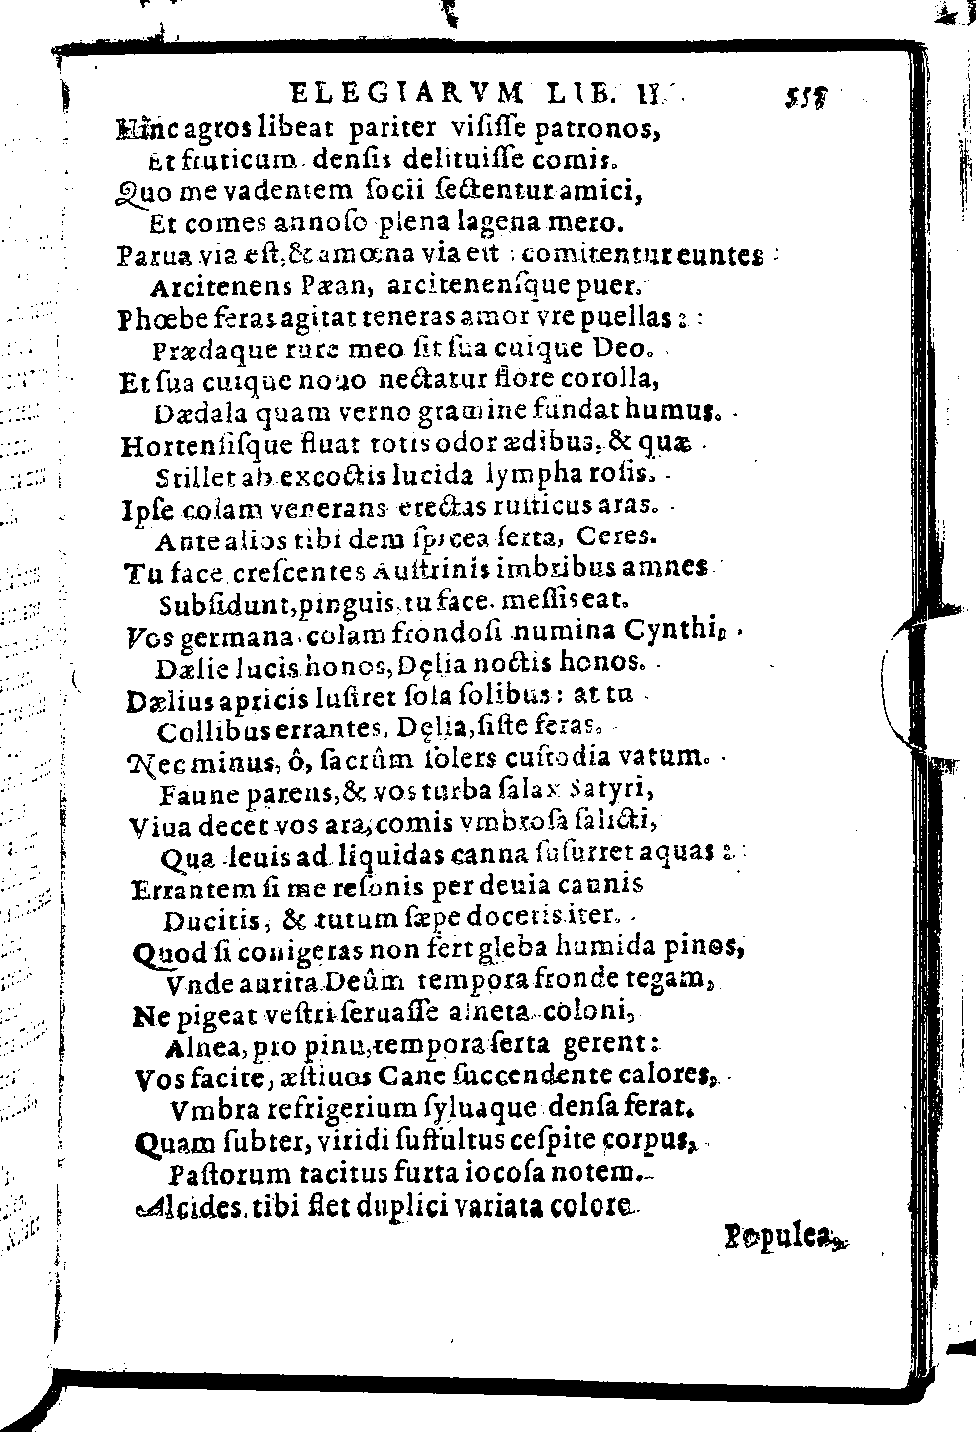 ELEGIARVM LIB. II. 558
Hinc agros libeat pariter visisse patronos,
Et fruticum densis delituisse comis.
Quo me vadentem socii sectentur amici,
Et comes annoso plena lagena mero.
Parua via est, & amœna via est : comitentur euntes
Arcitenens Pæan, arcitenensque puer.
Phœbe feras agitat teneras amor vre puellas :
Prædaque rure meo sit sua cuique Deo.
Et sua cuique nouo nectatur flore corolla,
Dædala quam verno gramine fundat humus.
Hortensisque fluat totis odor ædibus, & quæ
Stillet ab excoctis lucida lympha rosis.
Ipse colam venerans erectas rusticus aras.
Ante alios tibi dem spicea serta, Ceres.
Tu face crescentes Austrinis imbribus amnes
Subsidunt, pinguis, tu face. messis eat.
Vos germana colam frondosi numina Cynthi,
Dælie lucis honos, Dęlia noctis honos.
Dælius apricis lustret sola solibus : at tu
Collibus errantes, Dęlia, siste feras.
Nec minus, ô, sacrûm solers custodia vatum.
Faune parens, & vos turba salax Satyri,
Viua decet vos ara, comis vmbrosa salicti,
Qua leuis ad liquidas canna susurret aquas :
Errantem si me resonis per deuia cannis
Ducitis, & tutum sæpe docetis iter.
Quod si conigeras non fert gleba humida pinos,
Vnde aurita Deûm tempora fronde tegam,
Ne pigeat vestri seruasse alneta coloni,
Alnea, pro pinu, tempora serta gerent :
Vos facite, æstiuos Cane succendente calores,
Vmbra refrigerium syluaque densa ferat.
Quam subter, viridi suffultus cespite corpus,
Pastorum tacitus furta iocosa notem.
Alcides, tibi flet duplici variata colore
Populea,